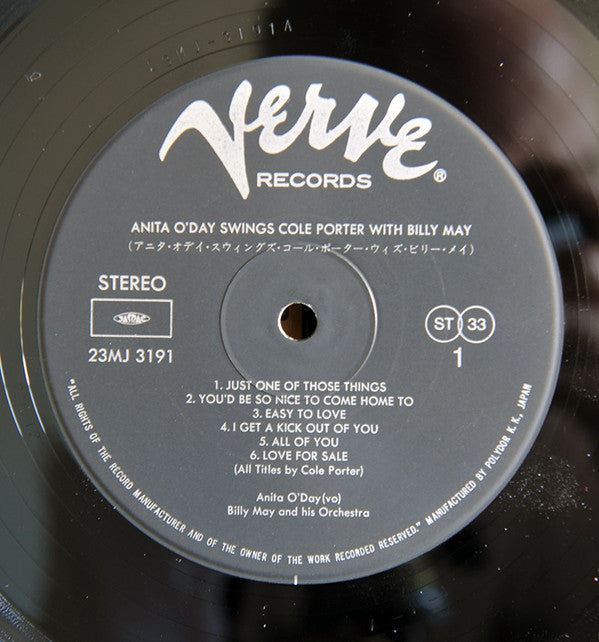 VERVE
RECORDS
®
ANITA O'DAY SWINGS COLE PORTER WITH BILLY MAY
(アニタ・オデイ・スウィングズ・コール・ポーター・ウィズ・ビリー・メイ)
STEREO
JASRAC
23MJ 3191
ST 33
1
1. JUST ONE OF THOSE THINGS
2. YOU'D BE SO NICE TO COME HOME TO
3. EASY TO LOVE
4. I GET A KICK OUT OF YOU
5. ALL OF YOU
6. LOVE FOR SALE
(All Titles by Cole Porter)
Anita O'Day(vo)
Billy May and his Orchestra
"ALL RIGHTS OF THE RECORD MANUFACTURER AND OF THE OWNER OF THE WORK RECORDED RESERVED." MANUFACTURED BY POLYDOR K. K., JAPAN